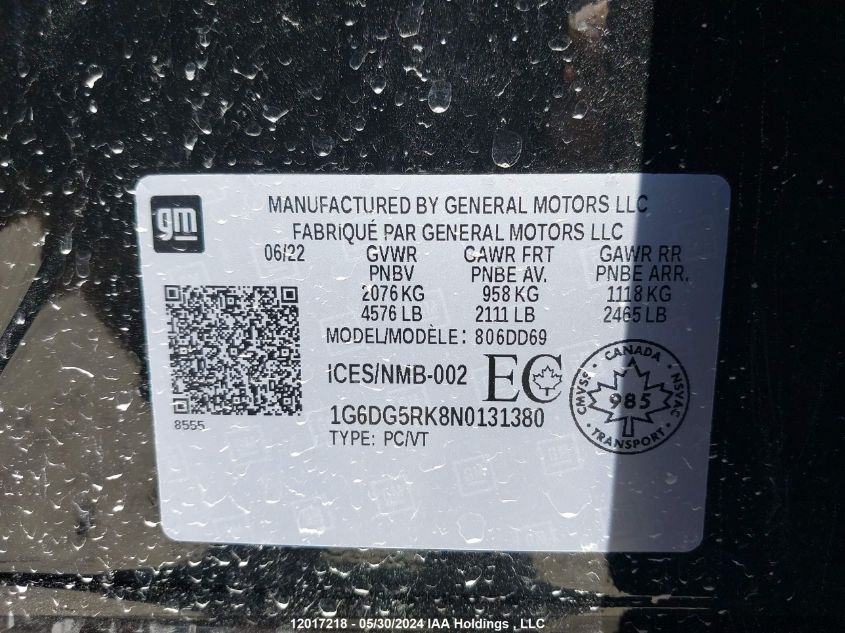 gm
MANUFACTURED BY GENERAL MOTORS LLC
FABRIQUÉ PAR GENERAL MOTORS LLC
06/22 GVWR GAWR FRT GAWR RR
PNBV PNBE AV. PNBE ARR.
2076 KG 958 KG 1118 KG
4576 LB 2111 LB 2465 LB
MODEL/MODÈLE: 806DD69
ICES/NMB-002 EC
CANADA
CMVSS 985 NSVAC
TRANSPORT
8555
1G6DG5RK8N0131380
TYPE: PC/VT
12017218 - 05/30/2024 IAA Holdings , LLC